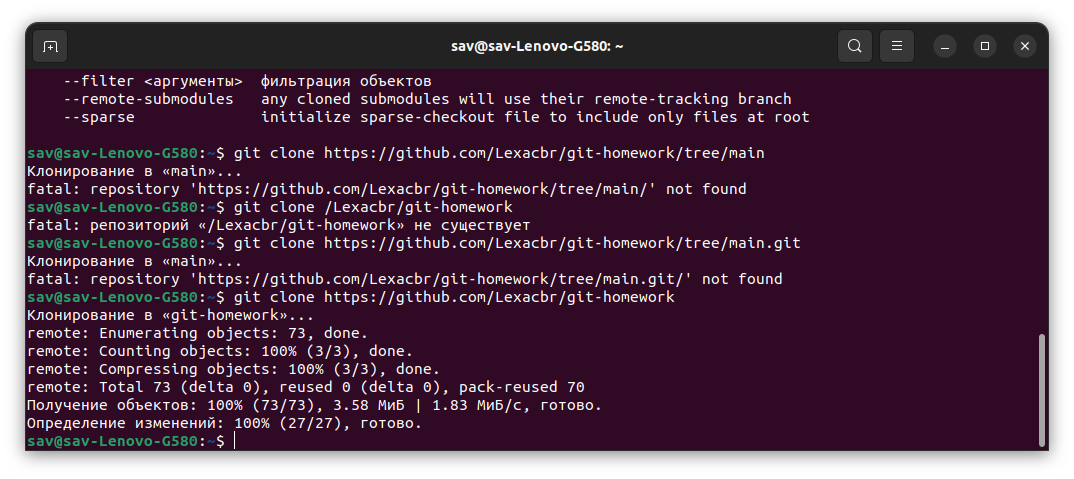 sav@sav-Lenovo-G580: ~
--filter <аргументы>  фильтрация объектов
--remote-submodules   any cloned submodules will use their remote-tracking branch
--sparse              initialize sparse-checkout file to include only files at root
sav@sav-Lenovo-G580:~$ git clone https://github.com/Lexacbr/git-homework/tree/main
Клонирование в «main»...
fatal: repository 'https://github.com/Lexacbr/git-homework/tree/main/' not found
sav@sav-Lenovo-G580:~$ git clone /Lexacbr/git-homework
fatal: репозиторий «/Lexacbr/git-homework» не существует
sav@sav-Lenovo-G580:~$ git clone https://github.com/Lexacbr/git-homework/tree/main.git
Клонирование в «main»...
fatal: repository 'https://github.com/Lexacbr/git-homework/tree/main.git/' not found
sav@sav-Lenovo-G580:~$ git clone https://github.com/Lexacbr/git-homework
Клонирование в «git-homework»...
remote: Enumerating objects: 73, done.
remote: Counting objects: 100% (3/3), done.
remote: Compressing objects: 100% (3/3), done.
remote: Total 73 (delta 0), reused 0 (delta 0), pack-reused 70
Получение объектов: 100% (73/73), 3.58 МиБ | 1.83 МиБ/с, готово.
Определение изменений: 100% (27/27), готово.
sav@sav-Lenovo-G580:~$